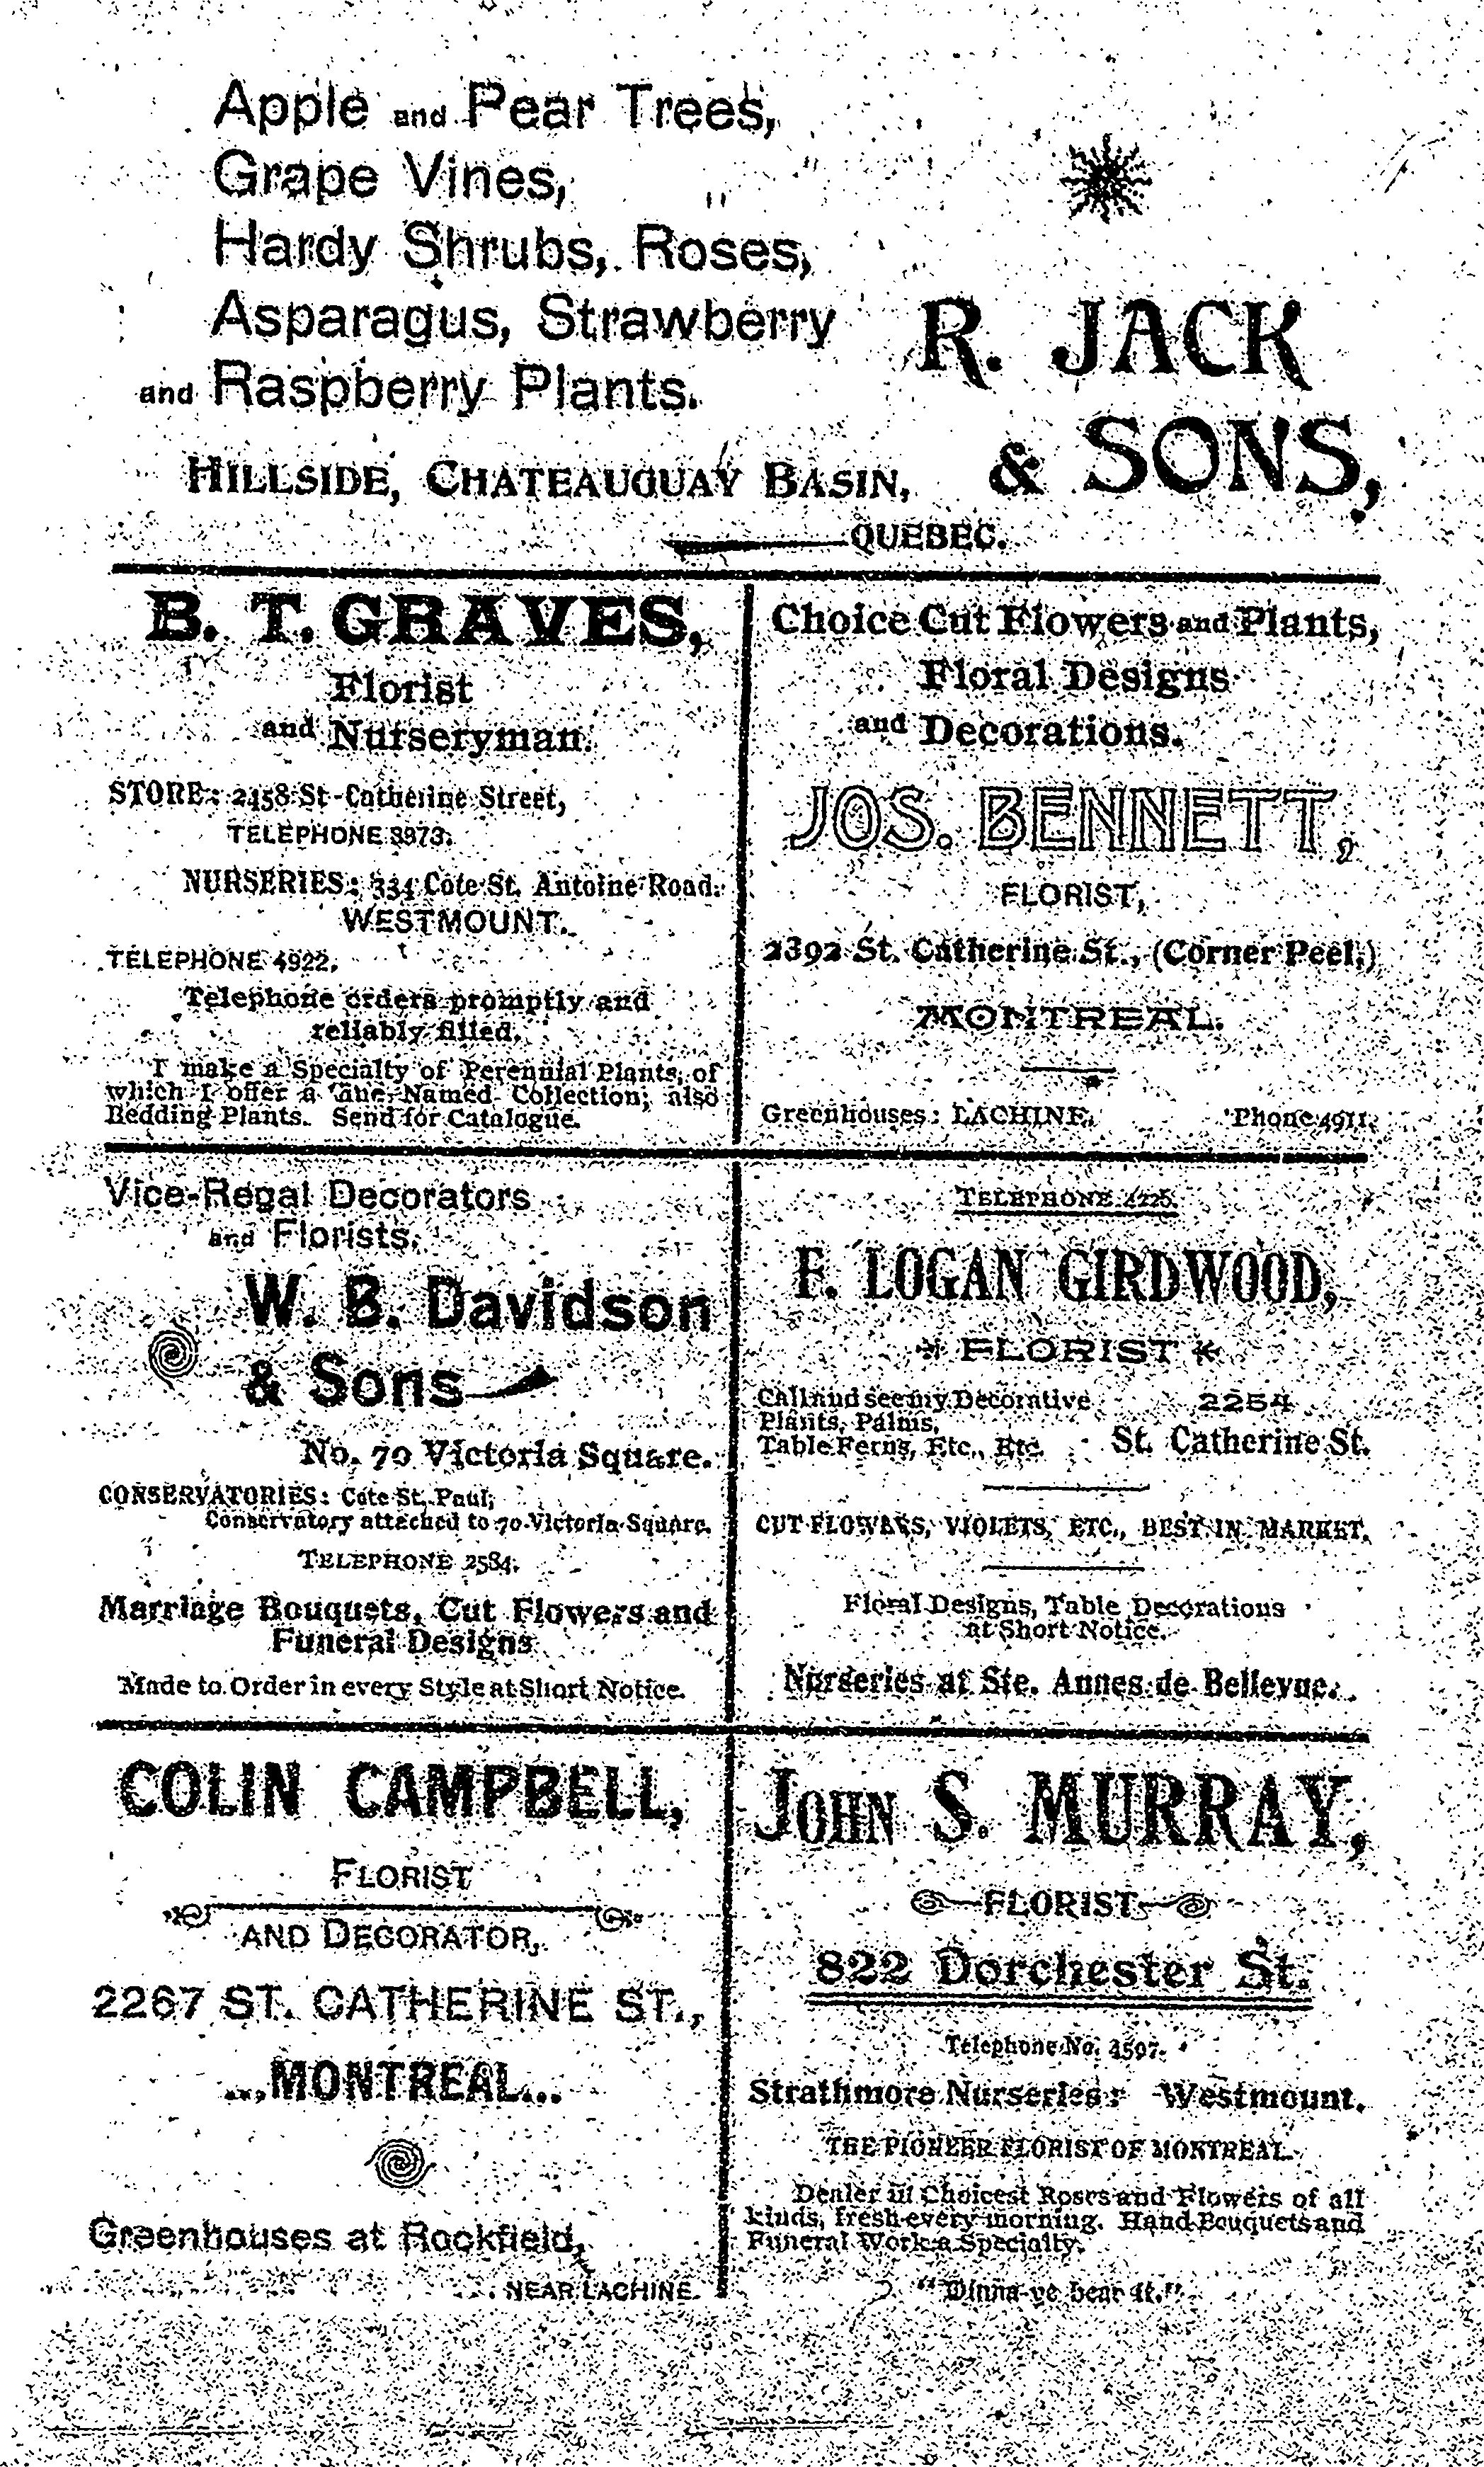 Apple and Pear Trees,
Grape Vines,
Hardy Shrubs, Roses,
Asparagus, Strawberry
and Raspberry Plants.
R. JACK
& SONS,
HILLSIDE, CHATEAUGUAY BASIN,
QUEBEC.
B. T. GRAVES,
Florist
and Nurseryman.
STORE: 2458 St-Catherine Street,
TELEPHONE 3973.
NURSERIES: 334 Cote St. Antoine Road.
WESTMOUNT.
TELEPHONE 4922.
Telephone orders promptly and
reliably filled.
I make a Specialty of Perennial Plants, of
which I offer a fine Named Collection; also
Bedding Plants. Send for Catalogue.
Choice Cut Flowers and Plants,
Floral Designs
and Decorations.
JOS. BENNETT,
FLORIST,
2392 St. Catherine St., (Corner Peel,)
MONTREAL.
Greenhouses: LACHINE. 'Phone 4911.
Vice-Regal Decorators
and Florists.
W. B. Davidson
& Sons
No. 70 Victoria Square.
CONSERVATORIES: Cote St. Paul,
Conservatory attached to 70 Victoria Square.
TELEPHONE 2584.
Marriage Bouquets, Cut Flowers and
Funeral Designs
Made to Order in every Style at Short Notice.
TELEPHONE
F. LOGAN GIRDWOOD,
FLORIST
Call and see my Decorative
Plants, Palms,
Table Ferns, Etc., Etc.
2254
St. Catherine St.
CUT FLOWERS, VIOLETS, ETC., BEST IN MARKET.
Floral Designs, Table Decorations
at Short Notice.
Nurseries at Ste. Annes de Bellevue.
COLIN CAMPBELL,
FLORIST
AND DECORATOR,
2267 ST. CATHERINE ST.,
...MONTREAL...
Greenhouses at Rockfield,
NEAR LACHINE.
JOHN S. MURRAY,
FLORIST
822 Dorchester St.
Telephone No. 4597.
Strathmore Nurseries: Westmount.
THE PIONEER FLORIST OF MONTREAL.
Dealer in Choicest Roses and Flowers of all
kinds, fresh every morning. Hand Bouquets and
Funeral Work a Specialty.
"Dinna ye hear it."